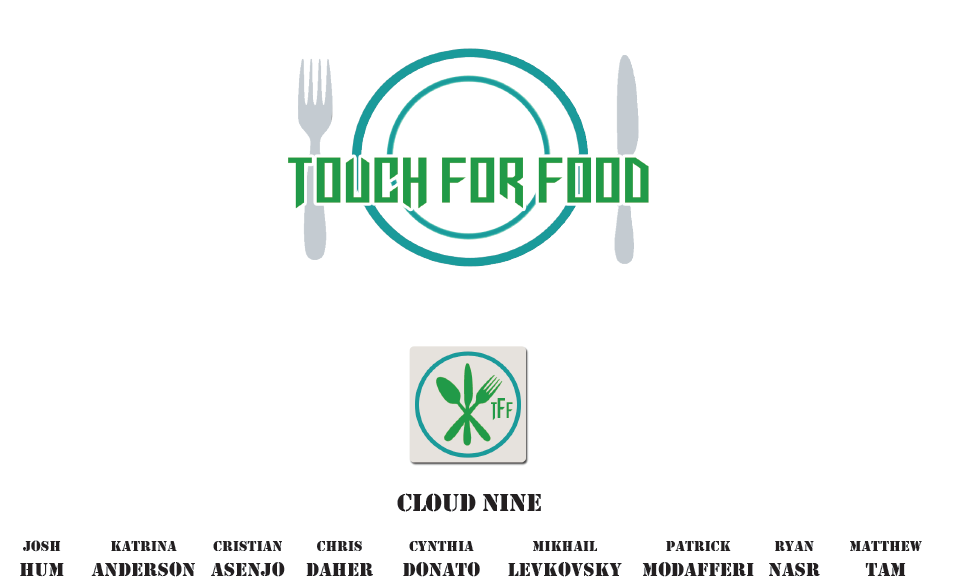 TOUCH FOR FOOD
TFF
CLOUD NINE
JOSH KATRINA CRISTIAN CHRIS CYNTHIA MIKHAIL PATRICK RYAN MATTHEW
HUM ANDERSON ASENJO DAHER DONATO LEVKOVSKY MODAFFERI NASR TAM